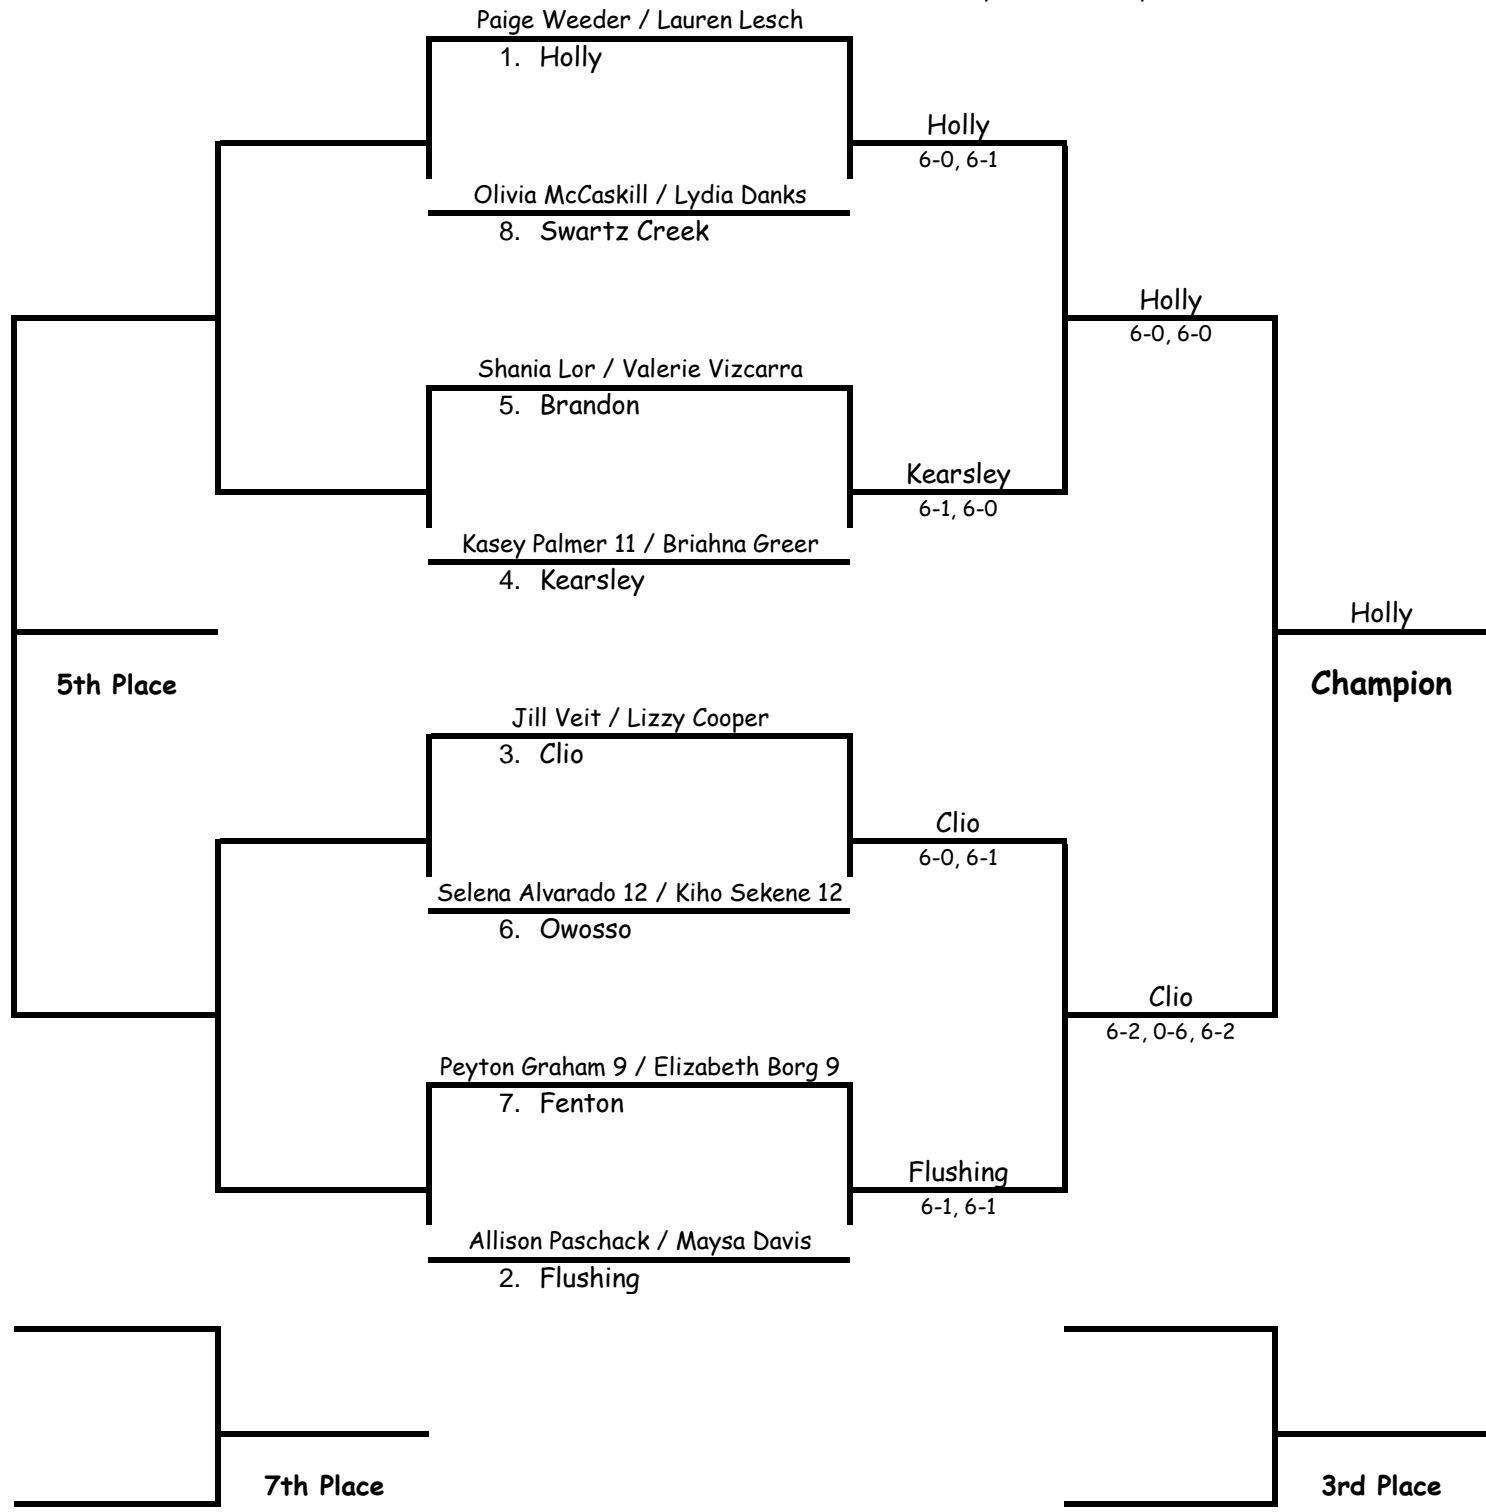 Paige Weeder / Lauren Lesch
1. Holly
Holly
6-0, 6-1
Olivia McCaskill / Lydia Danks
8. Swartz Creek
Holly
6-0, 6-0
Shania Lor / Valerie Vizcarra
5. Brandon
Kearsley
6-1, 6-0
Kasey Palmer 11 / Briahna Greer
4. Kearsley
Holly
5th Place
Champion
Jill Veit / Lizzy Cooper
3. Clio
Clio
6-0, 6-1
Selena Alvarado 12 / Kiho Sekene 12
6. Owosso
Clio
6-2, 0-6, 6-2
Peyton Graham 9 / Elizabeth Borg 9
7. Fenton
Flushing
6-1, 6-1
Allison Paschack / Maysa Davis
2. Flushing
7th Place
3rd Place